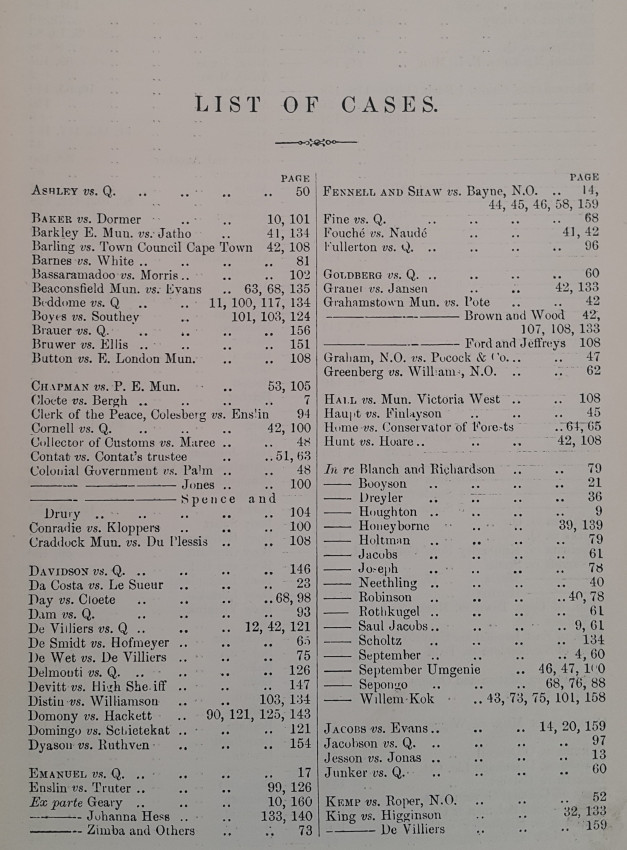 LIST OF CASES.
PAGE
ASHLEY vs. Q. .. .. .. .. 50
BAKER vs. Dormer .. .. 10, 101
Barkley E. Mun. vs. Jatho .. 41, 134
Barling vs. Town Council Cape Town 42, 108
Barnes vs. White .. .. .. .. 81
Bassaramadoo vs. Morris .. .. .. 102
Beaconsfield Mun. vs. Evans .. 63, 68, 135
Beddome vs. Q .. .. 11, 100, 117, 134
Boyes vs. Southey .. 101, 103, 124
Brauer vs. Q. .. .. .. .. 156
Bruwer vs. Ellis .. .. .. .. 151
Button vs. E. London Mun. .. .. 108
CHAPMAN vs. P. E. Mun. .. .. 53, 105
Cloete vs. Bergh .. .. .. .. 7
Clerk of the Peace, Colesberg vs. Enslin 94
Cornell vs. Q. .. .. .. 42, 100
Collector of Customs vs. Maree .. .. 48
Contat vs. Contat's trustee .. .. 51, 63
Colonial Government vs. Palm .. .. 48
——— ——— Jones .. .. 100
——— ——— Spence and
Drury .. .. .. .. .. 104
Conradie vs. Kloppers .. .. .. 100
Craddock Mun. vs. Du Plessis .. .. 108
DAVIDSON vs. Q. .. .. .. .. 146
Da Costa vs. Le Sueur .. .. .. 23
Day vs. Cloete .. .. .. .. 68, 98
Dam vs. Q. .. .. .. .. 93
De Villiers vs. Q .. .. .. 12, 42, 121
De Smidt vs. Hofmeyer .. .. .. 65
De Wet vs. De Villiers .. .. .. 75
Delmonti vs. Q. .. .. .. .. 126
Devitt vs. High Sheriff .. .. .. 147
Distin vs. Williamson .. .. 103, 134
Domony vs. Hackett .. 90, 121, 125, 143
Domingo vs. Schietekat .. .. .. 121
Dyason vs. Ruthven .. .. .. 154
EMANUEL vs. Q. .. .. .. .. 17
Enslin vs. Truter .. .. .. 99, 126
Ex parte Geary .. .. .. 10, 160
——— Johanna Hess .. .. 133, 140
——— Zimba and Others .. .. 73
PAGE
FENNELL AND SHAW vs. Bayne, N.O. .. 14,
44, 45, 46, 58, 159
Fine vs. Q. .. .. .. .. 68
Fouché vs. Naudé .. .. .. 41, 42
Fullerton vs. Q. .. .. .. .. 96
GOLDBERG vs. Q. .. .. .. .. 60
Grauer vs. Jansen .. .. 42, 133
Grahamstown Mun. vs. Pote .. .. 42
——— Brown and Wood 42,
107, 108, 133
——— Ford and Jeffreys 108
Graham, N.O. vs. Pocock & Co. .. .. 47
Greenberg vs. Williams, N.O. .. .. 62
HALL vs. Mun. Victoria West .. .. 108
Haupt vs. Finlayson .. .. .. 45
Home vs. Conservator of Forests .. 64, 65
Hunt vs. Hoare .. .. .. 42, 108
In re Blanch and Richardson .. .. 79
—— Booyson .. .. .. .. 21
—— Dreyler .. .. .. .. 36
—— Houghton .. .. .. .. 9
—— Honeyborne .. .. .. 39, 139
—— Holtman .. .. .. .. 79
—— Jacobs .. .. .. .. 61
—— Joseph .. .. .. .. 78
—— Neethling .. .. .. .. 40
—— Robinson .. .. .. .. 40, 78
—— Rothkugel .. .. .. .. 61
—— Saul Jacobs .. .. .. .. 9, 61
—— Scholtz .. .. .. .. 134
—— September .. .. .. .. 4, 60
—— September Umgenie .. 46, 47, 100
—— Sepongo .. .. .. 68, 76, 88
—— Willem Kok .. 43, 73, 75, 101, 158
JACOBS vs. Evans .. .. .. 14, 20, 159
Jacobson vs. Q. .. .. .. .. 97
Jesson vs. Jonas .. .. .. .. 13
Junker vs. Q. .. .. .. .. 60
KEMP vs. Roper, N.O. .. .. .. 52
King vs. Higginson .. .. .. 32, 133
——— De Villiers .. .. .. 159